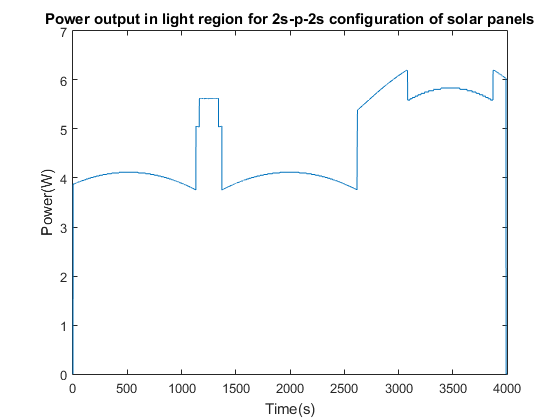 Power output in light region for 2s-p-2s configuration of solar panels
7
6
5
4
3
2
1
0
Power(W)
0 500 1000 1500 2000 2500 3000 3500 4000
Time(s)